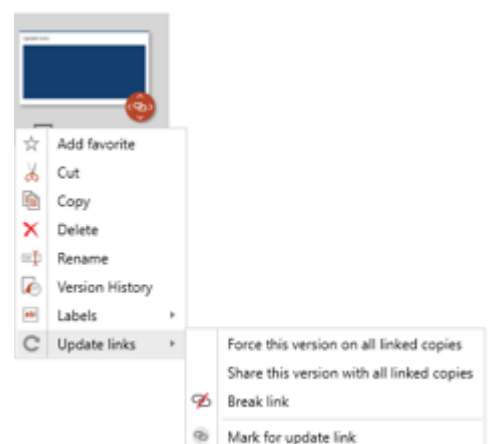 Add favorite
Cut
Copy
Delete
Rename
Version History
Labels
Update links
Force this version on all linked copies
Share this version with all linked copies
Break link
Mark for update link